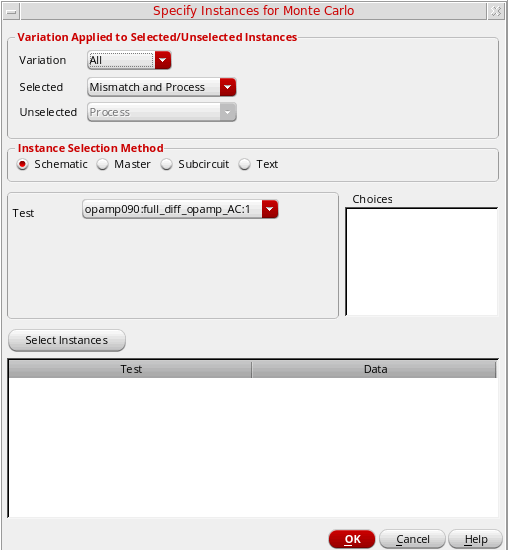 Specify Instances for Monte Carlo
Variation Applied to Selected/Unselected Instances
Variation All
Selected Mismatch and Process
Unselected Process
Instance Selection Method
Schematic Master Subcircuit Text
Test opamp090:full_diff_opamp_AC:1
Choices
Select Instances
Test Data
OK Cancel Help